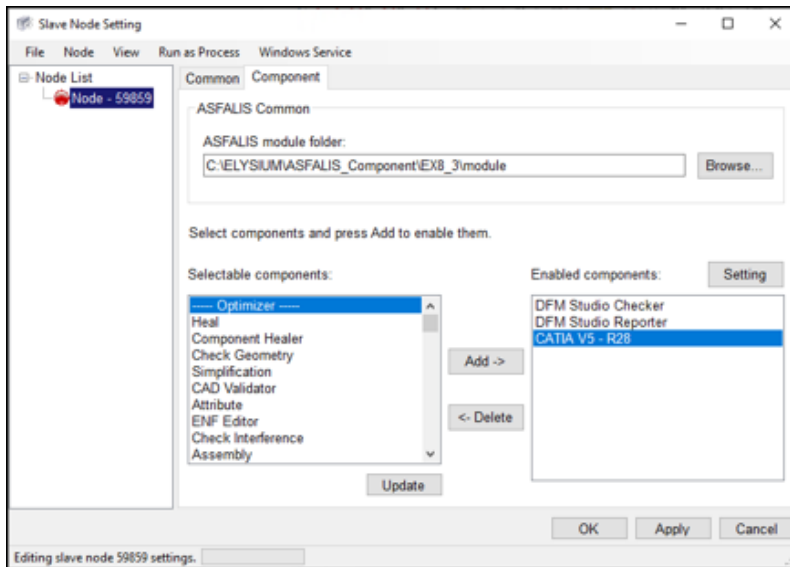 Slave Node Setting
File Node View Run as Process Windows Service
Node List
Node - 59859
Common Component
ASFALIS Common
ASFALIS module folder:
C:\ELYSIUM\ASFALIS_Component\EX8_3\module
Browse...
Select components and press Add to enable them.
Selectable components:
----- Optimizer -----
Heal
Component Healer
Check Geometry
Simplification
CAD Validator
Attribute
ENF Editor
Check Interference
Assembly
Add ->
<- Delete
Update
Enabled components:
Setting
DFM Studio Checker
DFM Studio Reporter
CATIA V5 - R28
OK Apply Cancel
Editing slave node 59859 settings.